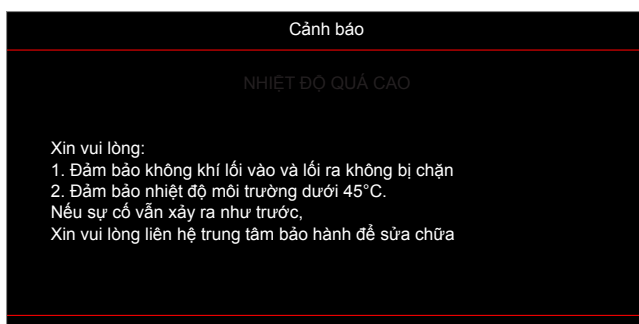 Cảnh báo
NHIỆT ĐỘ QUÁ CAO
Xin vui lòng:
1. Đảm bảo không khí lối vào và lối ra không bị chặn
2. Đảm bảo nhiệt độ môi trường dưới 45°C.
Nếu sự cố vẫn xảy ra như trước,
Xin vui lòng liên hệ trung tâm bảo hành để sửa chữa